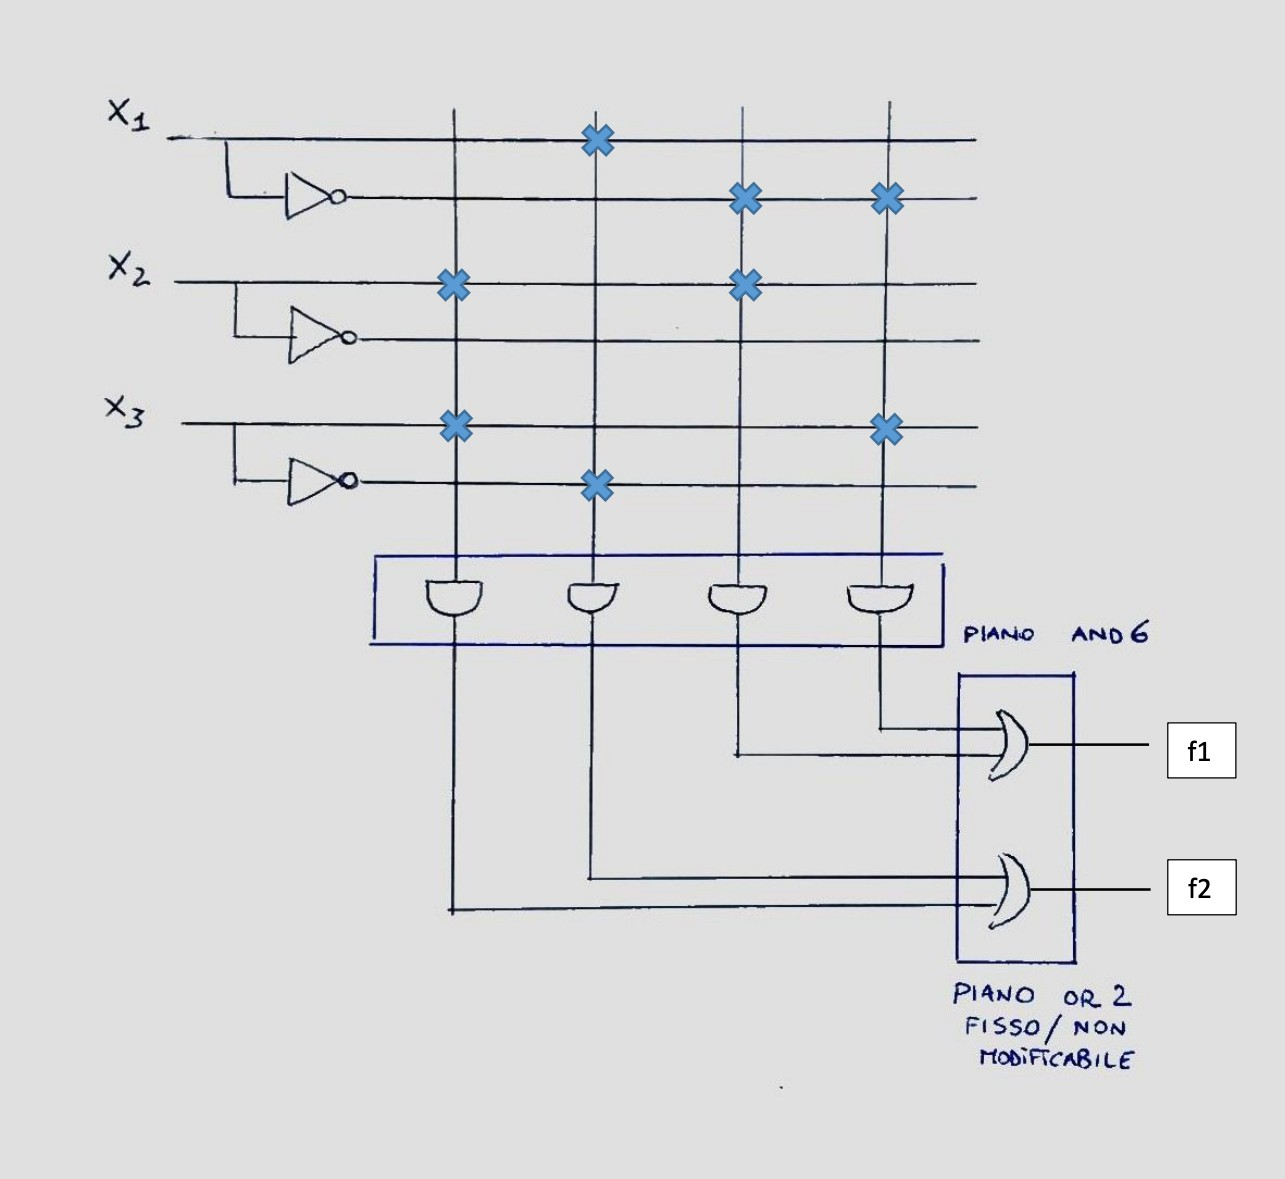 X1
X2
X3
PIANO AND 6
f1
f2
PIANO OR 2
FISSO/NON
MODIFICABILE